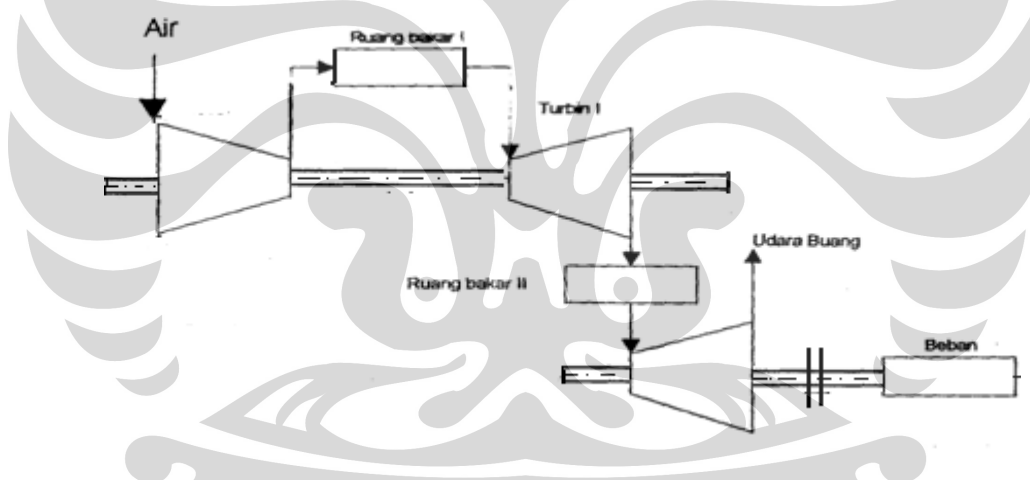 Air
Ruang bakar I
Turbin I
Udara Buang
Ruang bakar II
Beban